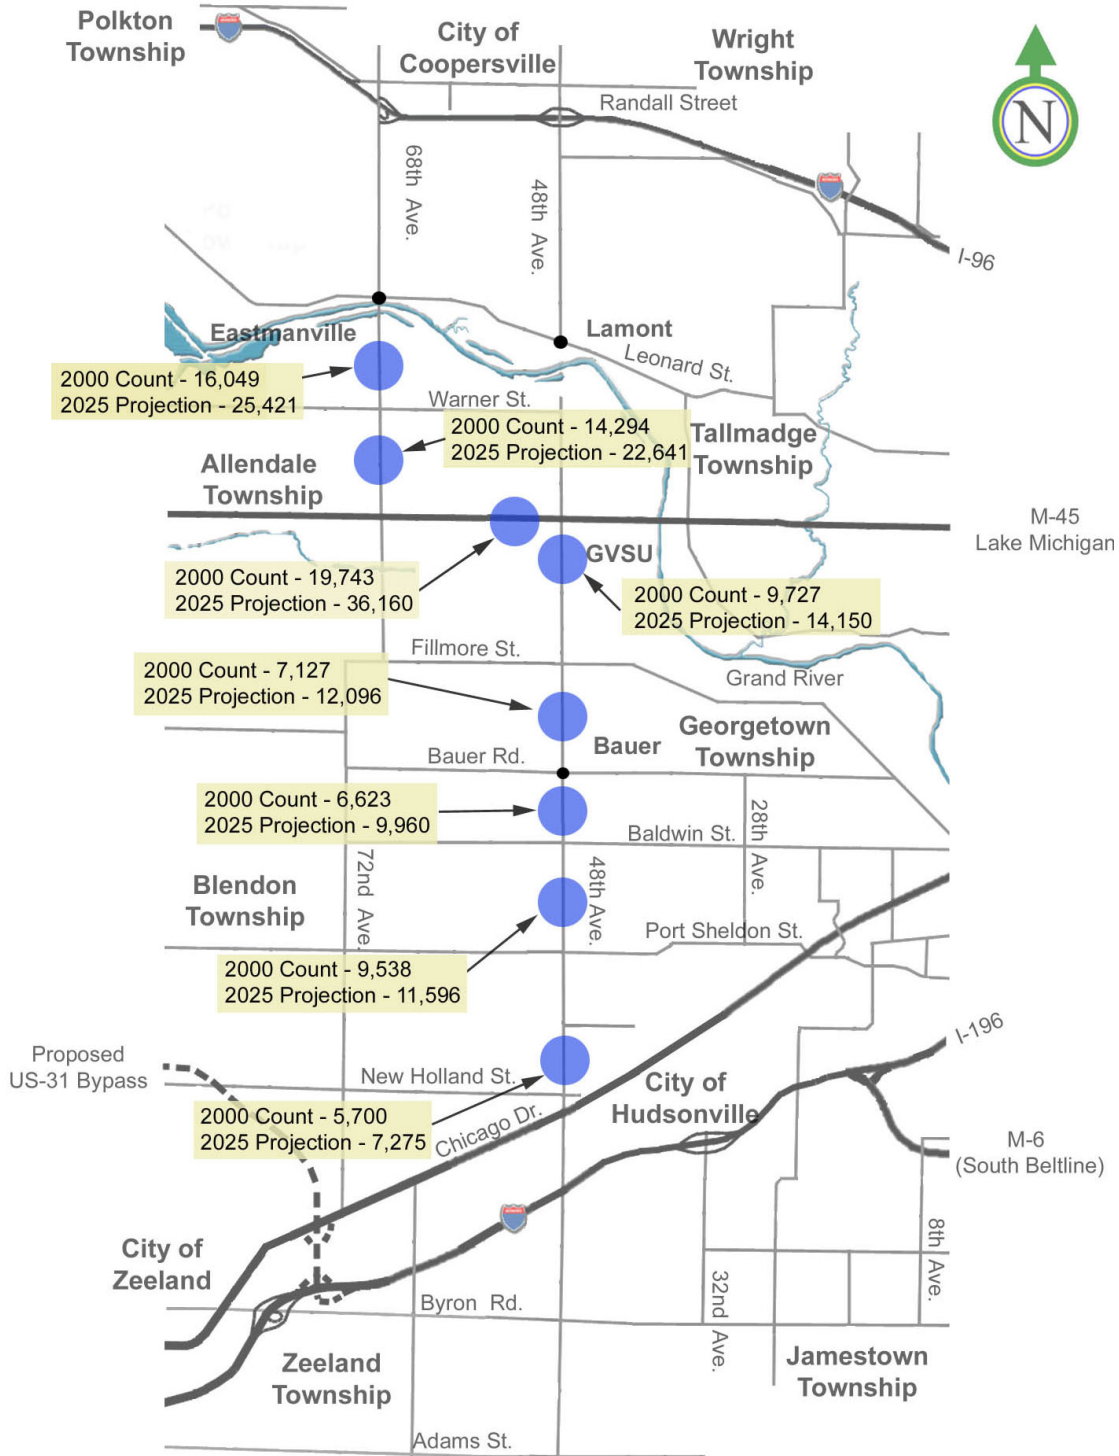 Polkton
Township
City of
Coopersville
Wright
Township
N
Randall Street
68th Ave.
48th Ave.
I-96
Eastmanville
Lamont
Leonard St.
2000 Count - 16,049
2025 Projection - 25,421
Warner St.
2000 Count - 14,294
2025 Projection - 22,641
Tallmadge
Township
Allendale
Township
M-45
Lake Michigan
GVSU
2000 Count - 19,743
2025 Projection - 36,160
2000 Count - 9,727
2025 Projection - 14,150
Fillmore St.
2000 Count - 7,127
2025 Projection - 12,096
Grand River
Georgetown
Township
Bauer
Bauer Rd.
2000 Count - 6,623
2025 Projection - 9,960
28th Ave.
Baldwin St.
72nd Ave.
48th Ave.
Blendon
Township
Port Sheldon St.
2000 Count - 9,538
2025 Projection - 11,596
I-196
Proposed
US-31 Bypass
New Holland St.
City of
Hudsonville
2000 Count - 5,700
2025 Projection - 7,275
Chicago Dr.
M-6
(South Beltline)
City of
Zeeland
8th Ave.
32nd Ave.
Byron Rd.
Zeeland
Township
Jamestown
Township
Adams St.